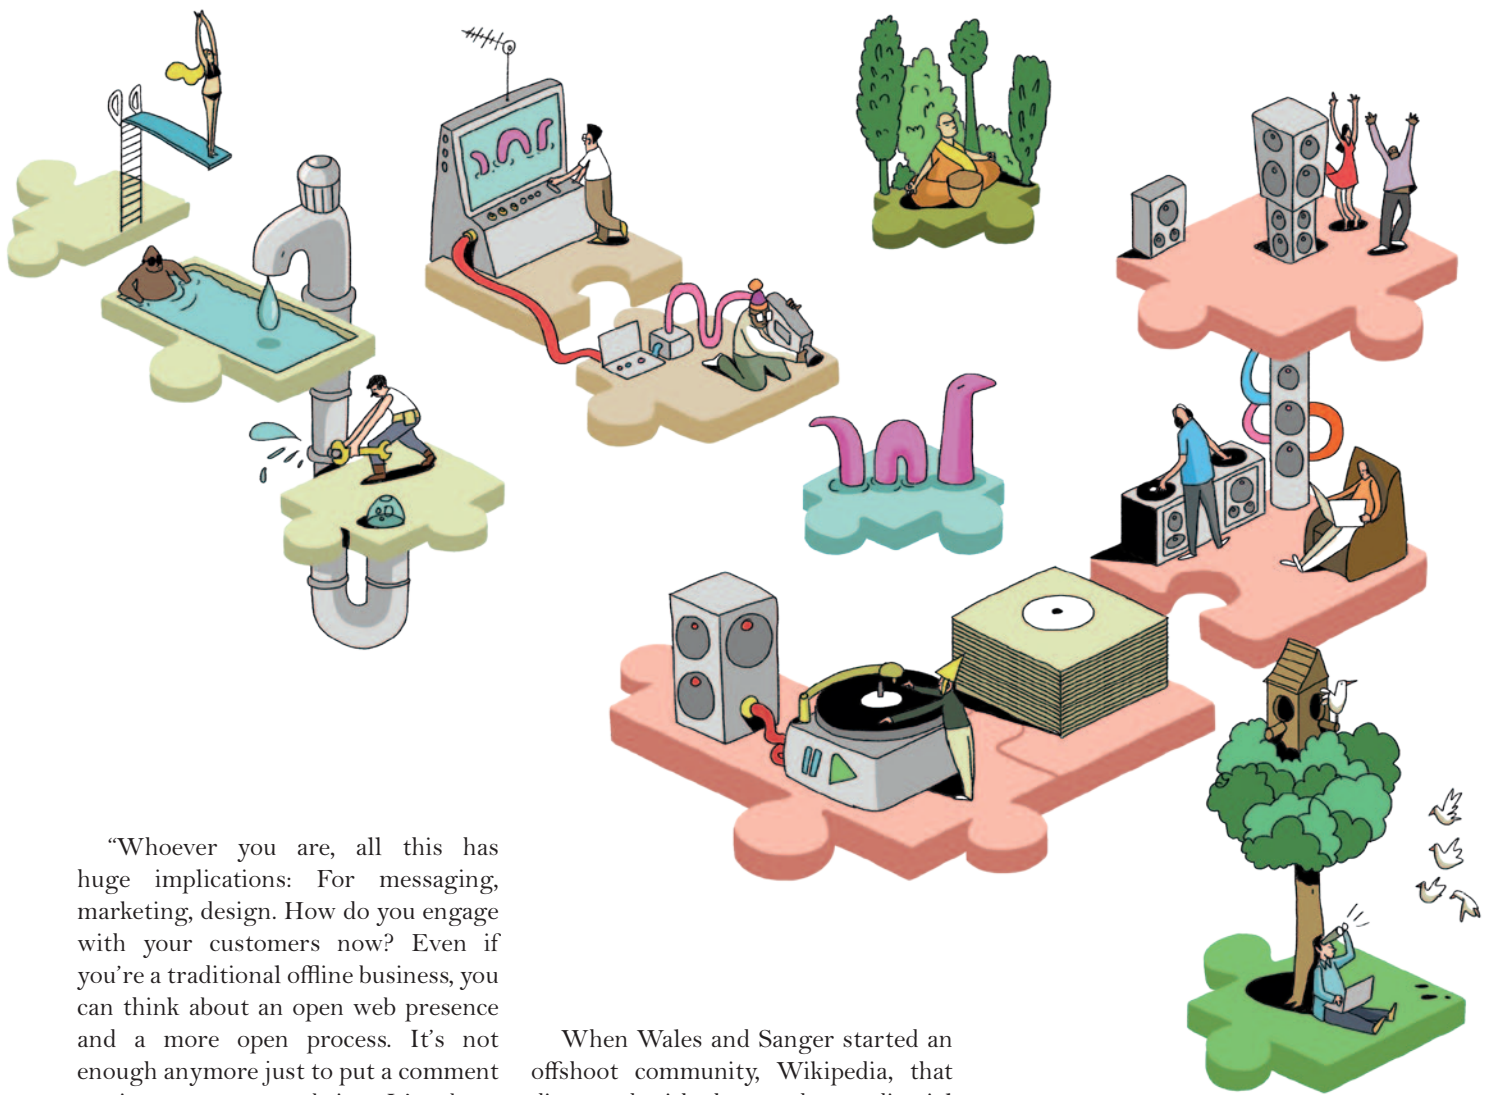 “Whoever you are, all this has
huge implications: For messaging,
marketing, design. How do you engage
with your customers now? Even if
you’re a traditional offline business, you
can think about an open web presence
and a more open process. It’s not
enough anymore just to put a comment
When Wales and Sanger started an
offshoot community, Wikipedia, that